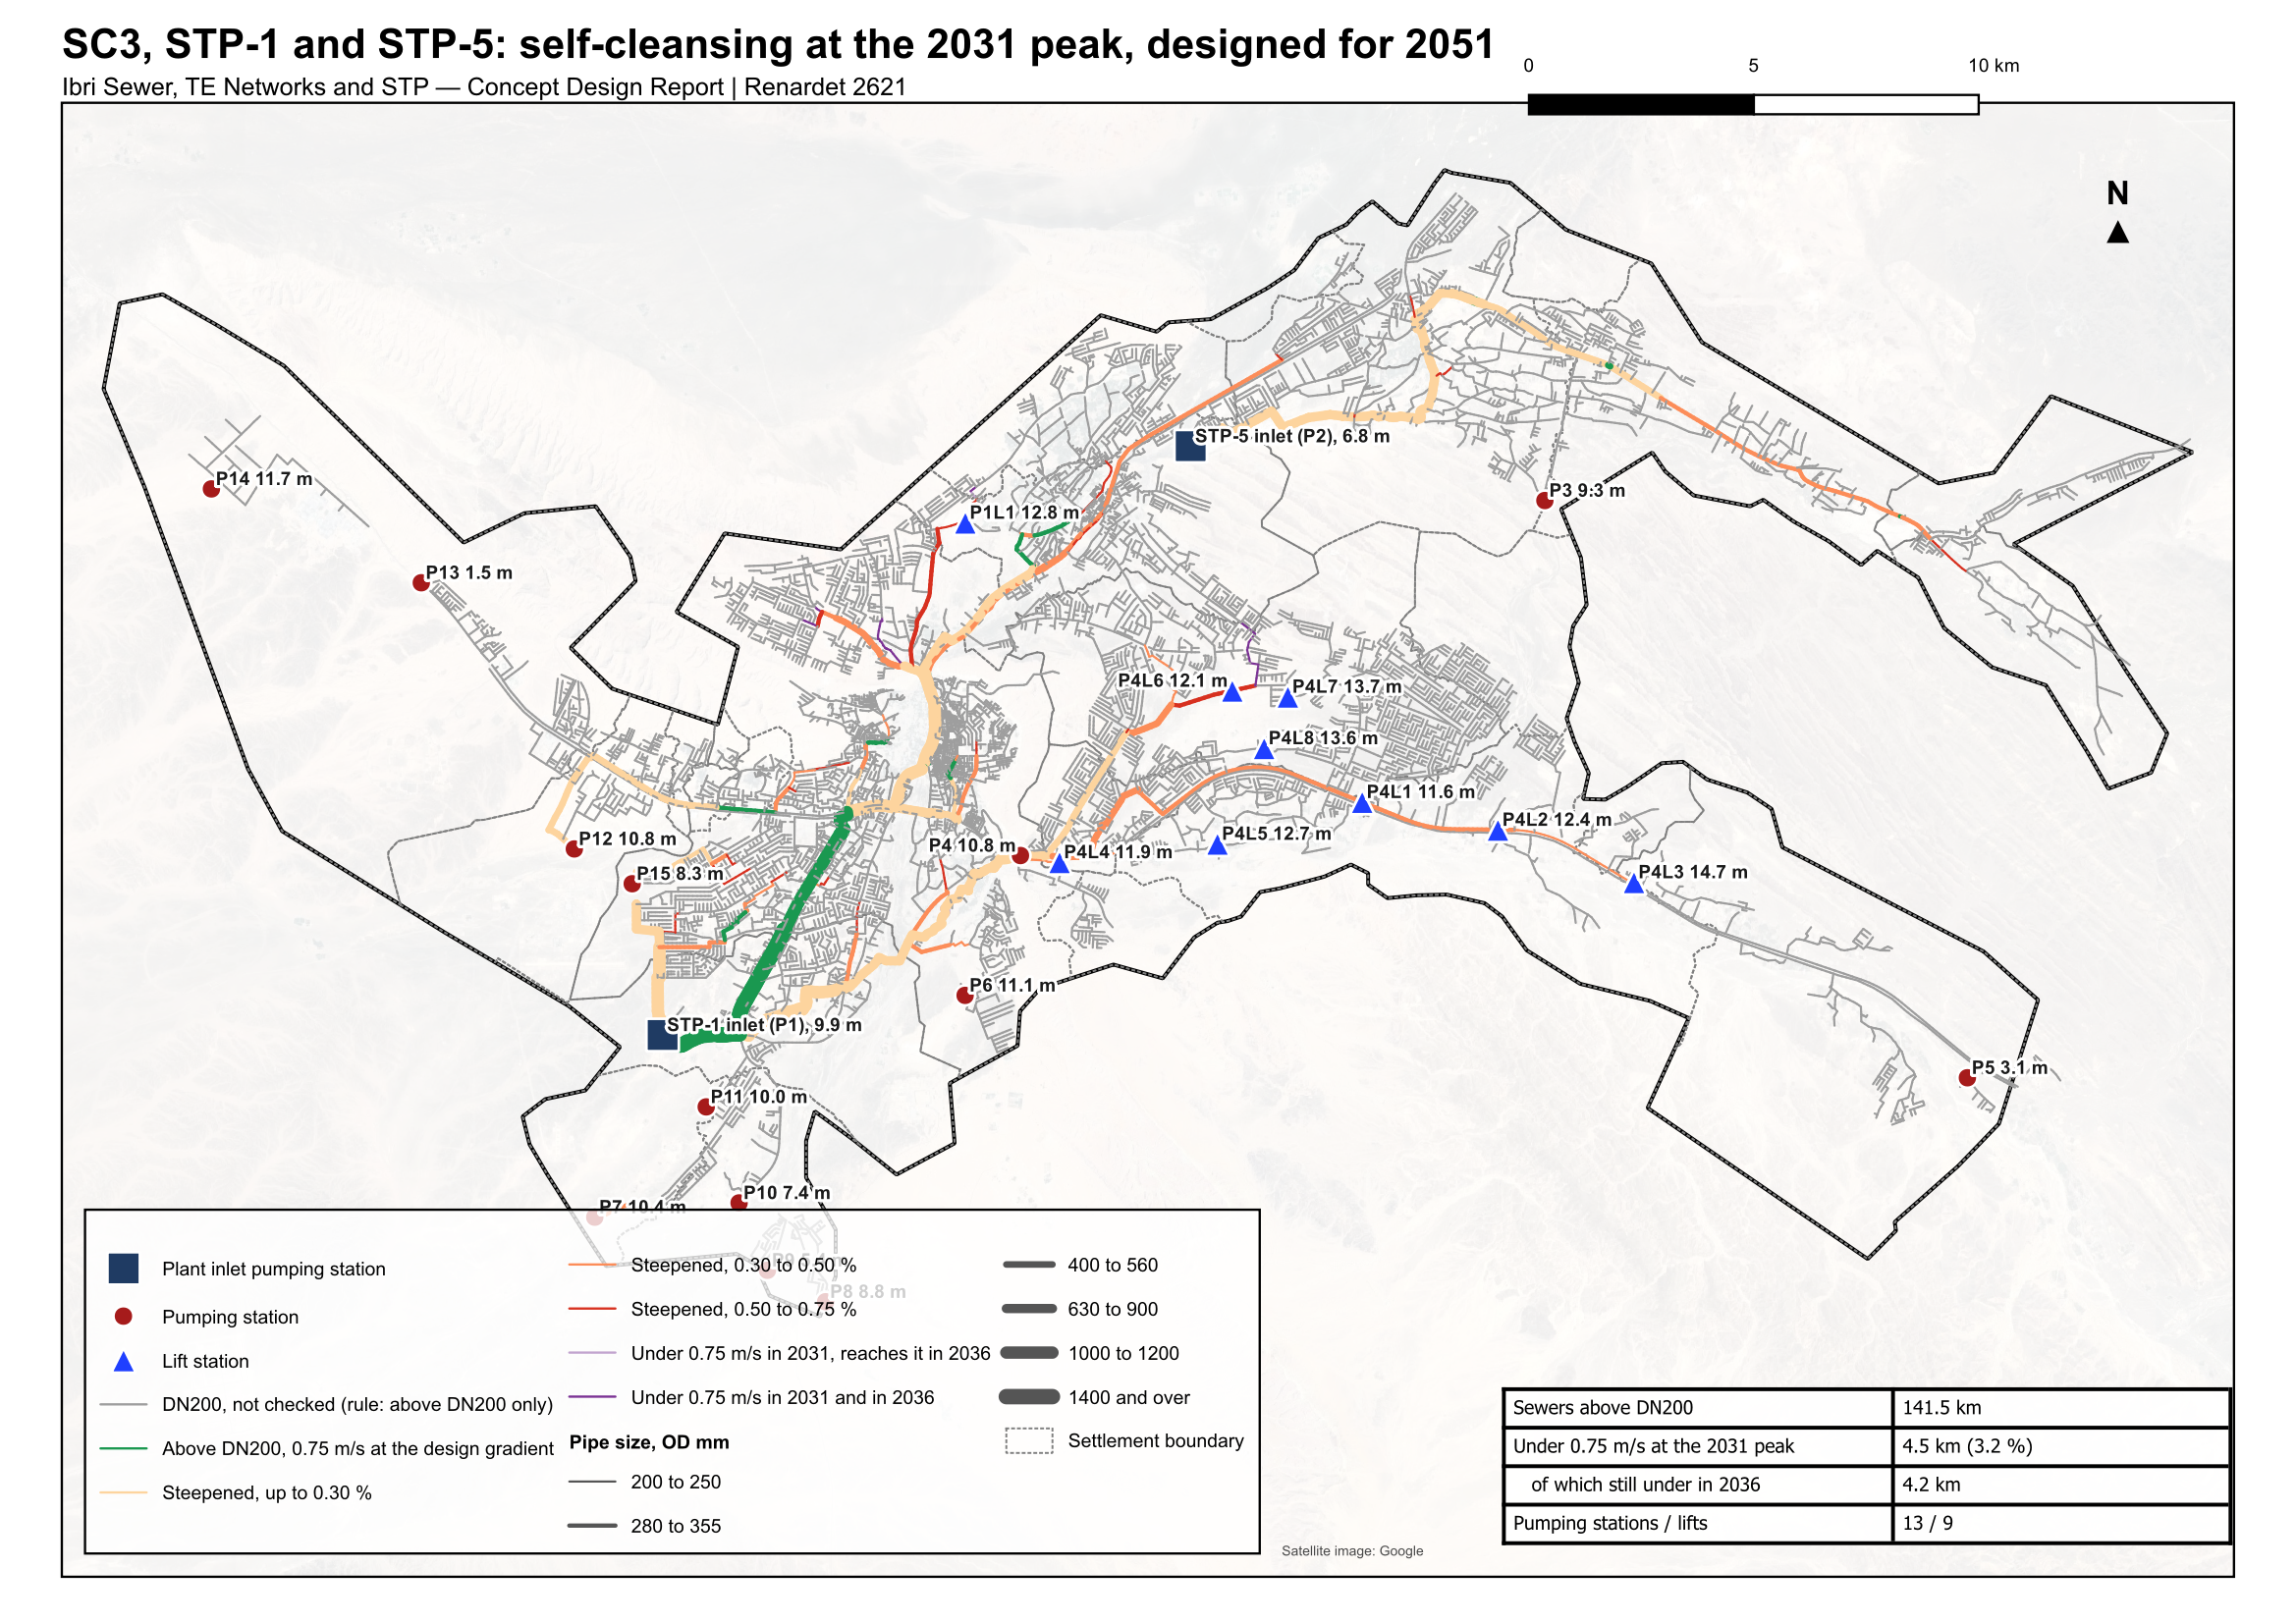 SC3, STP-1 and STP-5: self-cleansing at the 2031 peak, designed for 2051
Ibri Sewer, TE Networks and STP — Concept Design Report | Renardet 2621
0 5 10 km
N
P14 11.7 m
P13 1.5 m
STP-5 inlet (P2), 6.8 m
P3 9.3 m
P1L1 12.8 m
P4L6 12.1 m
P4L7 13.7 m
P4L8 13.6 m
P4L1 11.6 m
P4L2 12.4 m
P4L5 12.7 m
P4 10.8 m
P4L4 11.9 m
P4L3 14.7 m
P12 10.8 m
P15 8.3 m
P6 11.1 m
STP-1 inlet (P1), 9.9 m
P5 3.1 m
P11 10.0 m
P10 7.4 m
P7 10.4 m
P8 8.8 m
Plant inlet pumping station
Pumping station
Lift station
DN200, not checked (rule: above DN200 only)
Above DN200, 0.75 m/s at the design gradient
Steepened, up to 0.30 %
Steepened, 0.30 to 0.50 %
Steepened, 0.50 to 0.75 %
Under 0.75 m/s in 2031, reaches it in 2036
Under 0.75 m/s in 2031 and in 2036
Pipe size, OD mm
200 to 250
280 to 355
400 to 560
630 to 900
1000 to 1200
1400 and over
Settlement boundary
Sewers above DN200 141.5 km
Under 0.75 m/s at the 2031 peak 4.5 km (3.2 %)
of which still under in 2036 4.2 km
Pumping stations / lifts 13 / 9
Satellite image: Google